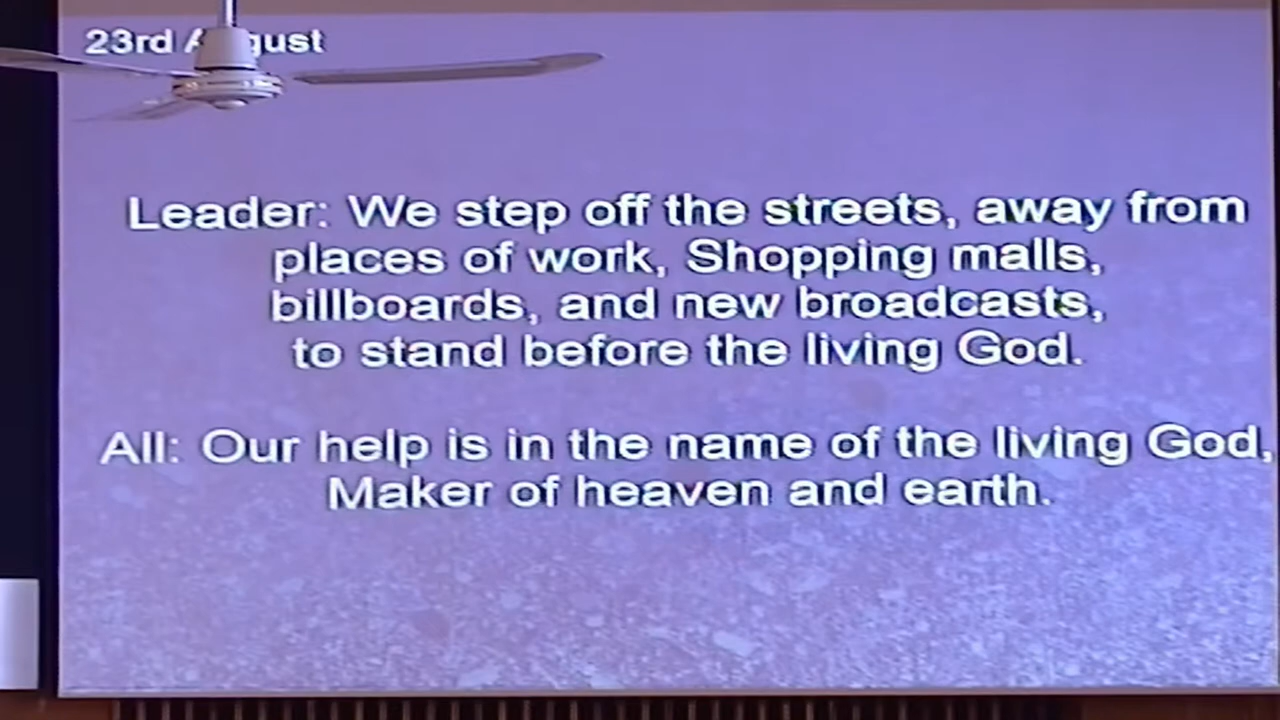 23rd August
Leader: We step off the streets, away from
places of work, Shopping malls,
billboards, and new broadcasts,
to stand before the living God.
All: Our help is in the name of the living God,
Maker of heaven and earth.